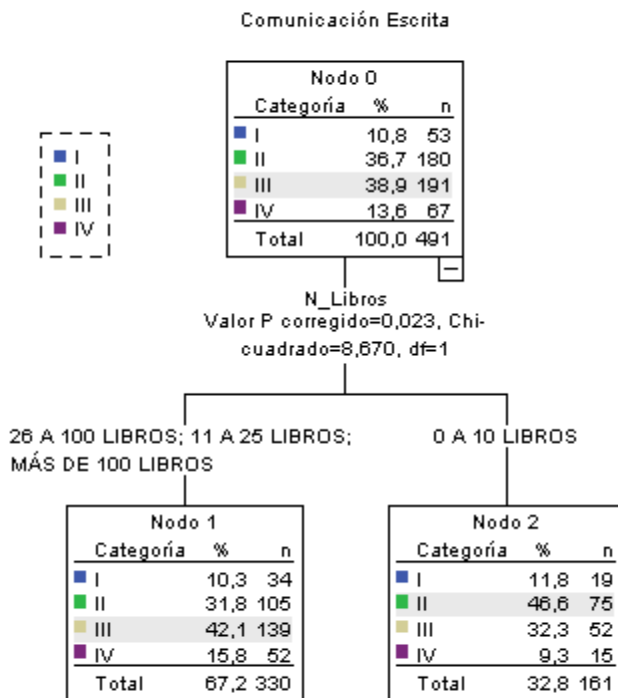 Comunicación Escrita
Nodo 0
Categoría % n
I 10,8 53
II 36,7 180
III 38,9 191
IV 13,6 67
Total 100,0 491
I
II
III
IV
N_Libros
Valor P corregido=0,023, Chi-
cuadrado=8,670, df=1
26 A 100 LIBROS; 11 A 25 LIBROS;
MÁS DE 100 LIBROS
0 A 10 LIBROS
Nodo 1
Categoría % n
I 10,3 34
II 31,8 105
III 42,1 139
IV 15,8 52
Total 67,2 330
Nodo 2
Categoría % n
I 11,8 19
II 46,6 75
III 32,3 52
IV 9,3 15
Total 32,8 161